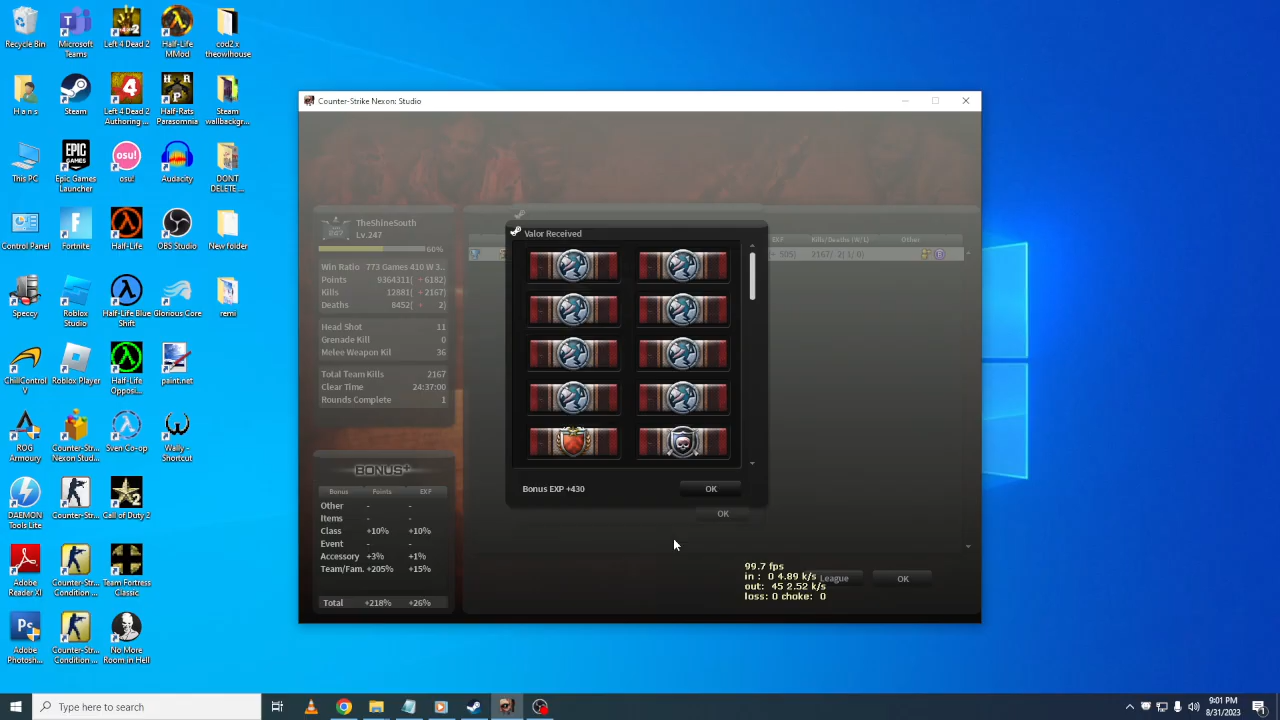 Recycle Bin
Microsoft Teams
Left 4 Dead 2
Half-Life MMod
cod2 x theowlhouse
H a n s
Steam
Left 4 Dead 2 Authoring ...
Half-Rats Parasomnia
Steam wallbackgr...
This PC
Epic Games Launcher
osu!
Audacity
DONT DELETE ...
Control Panel
Fortnite
Half-Life
OBS Studio
New folder
Speccy
Roblox Studio
Half-Life Blue Shift
Glorious Core
remi
ChillControl V
Roblox Player
Half-Life Opposi...
paint.net
ROG Armoury
Counter-Str... Nexon Stud...
Sven Co-op
Wally - Shortcut
DAEMON Tools Lite
Counter-Str...
Call of Duty 2
Adobe Reader XI
Counter-Str... Condition ...
Team Fortress Classic
Adobe Photosh...
Counter-Str... Condition ...
No More Room in Hell
Counter-Strike Nexon: Studio
TheShineSouth
Lv.247
60%
Win Ratio 773 Games 410 W 3..
Points 9364311( + 6182)
Kills 12881( + 2167)
Deaths 8452( 2)
Head Shot 11
Grenade Kill 0
Melee Weapon Kil 36
Total Team Kills 2167
Clear Time 24:37:00
Rounds Complete 1
BONUS+
Bonus Points EXF
Other - -
Items - -
Class +10% +10%
Event - -
Accessory +3% +1%
Team/Fam. +205% +15%
Total +218% +26%
Valor Received
Bonus EXP +430 OK
OK
EXF Kills/Deaths (W/L) Other
+ 505) 2167/ 2( 1/ 0)
99.7 fps
in : 0 4.89 k/s
out: 45 2.52 k/s
loss: 0 choke: 0
League OK
Type here to search
9:01 PM
8/31/2023